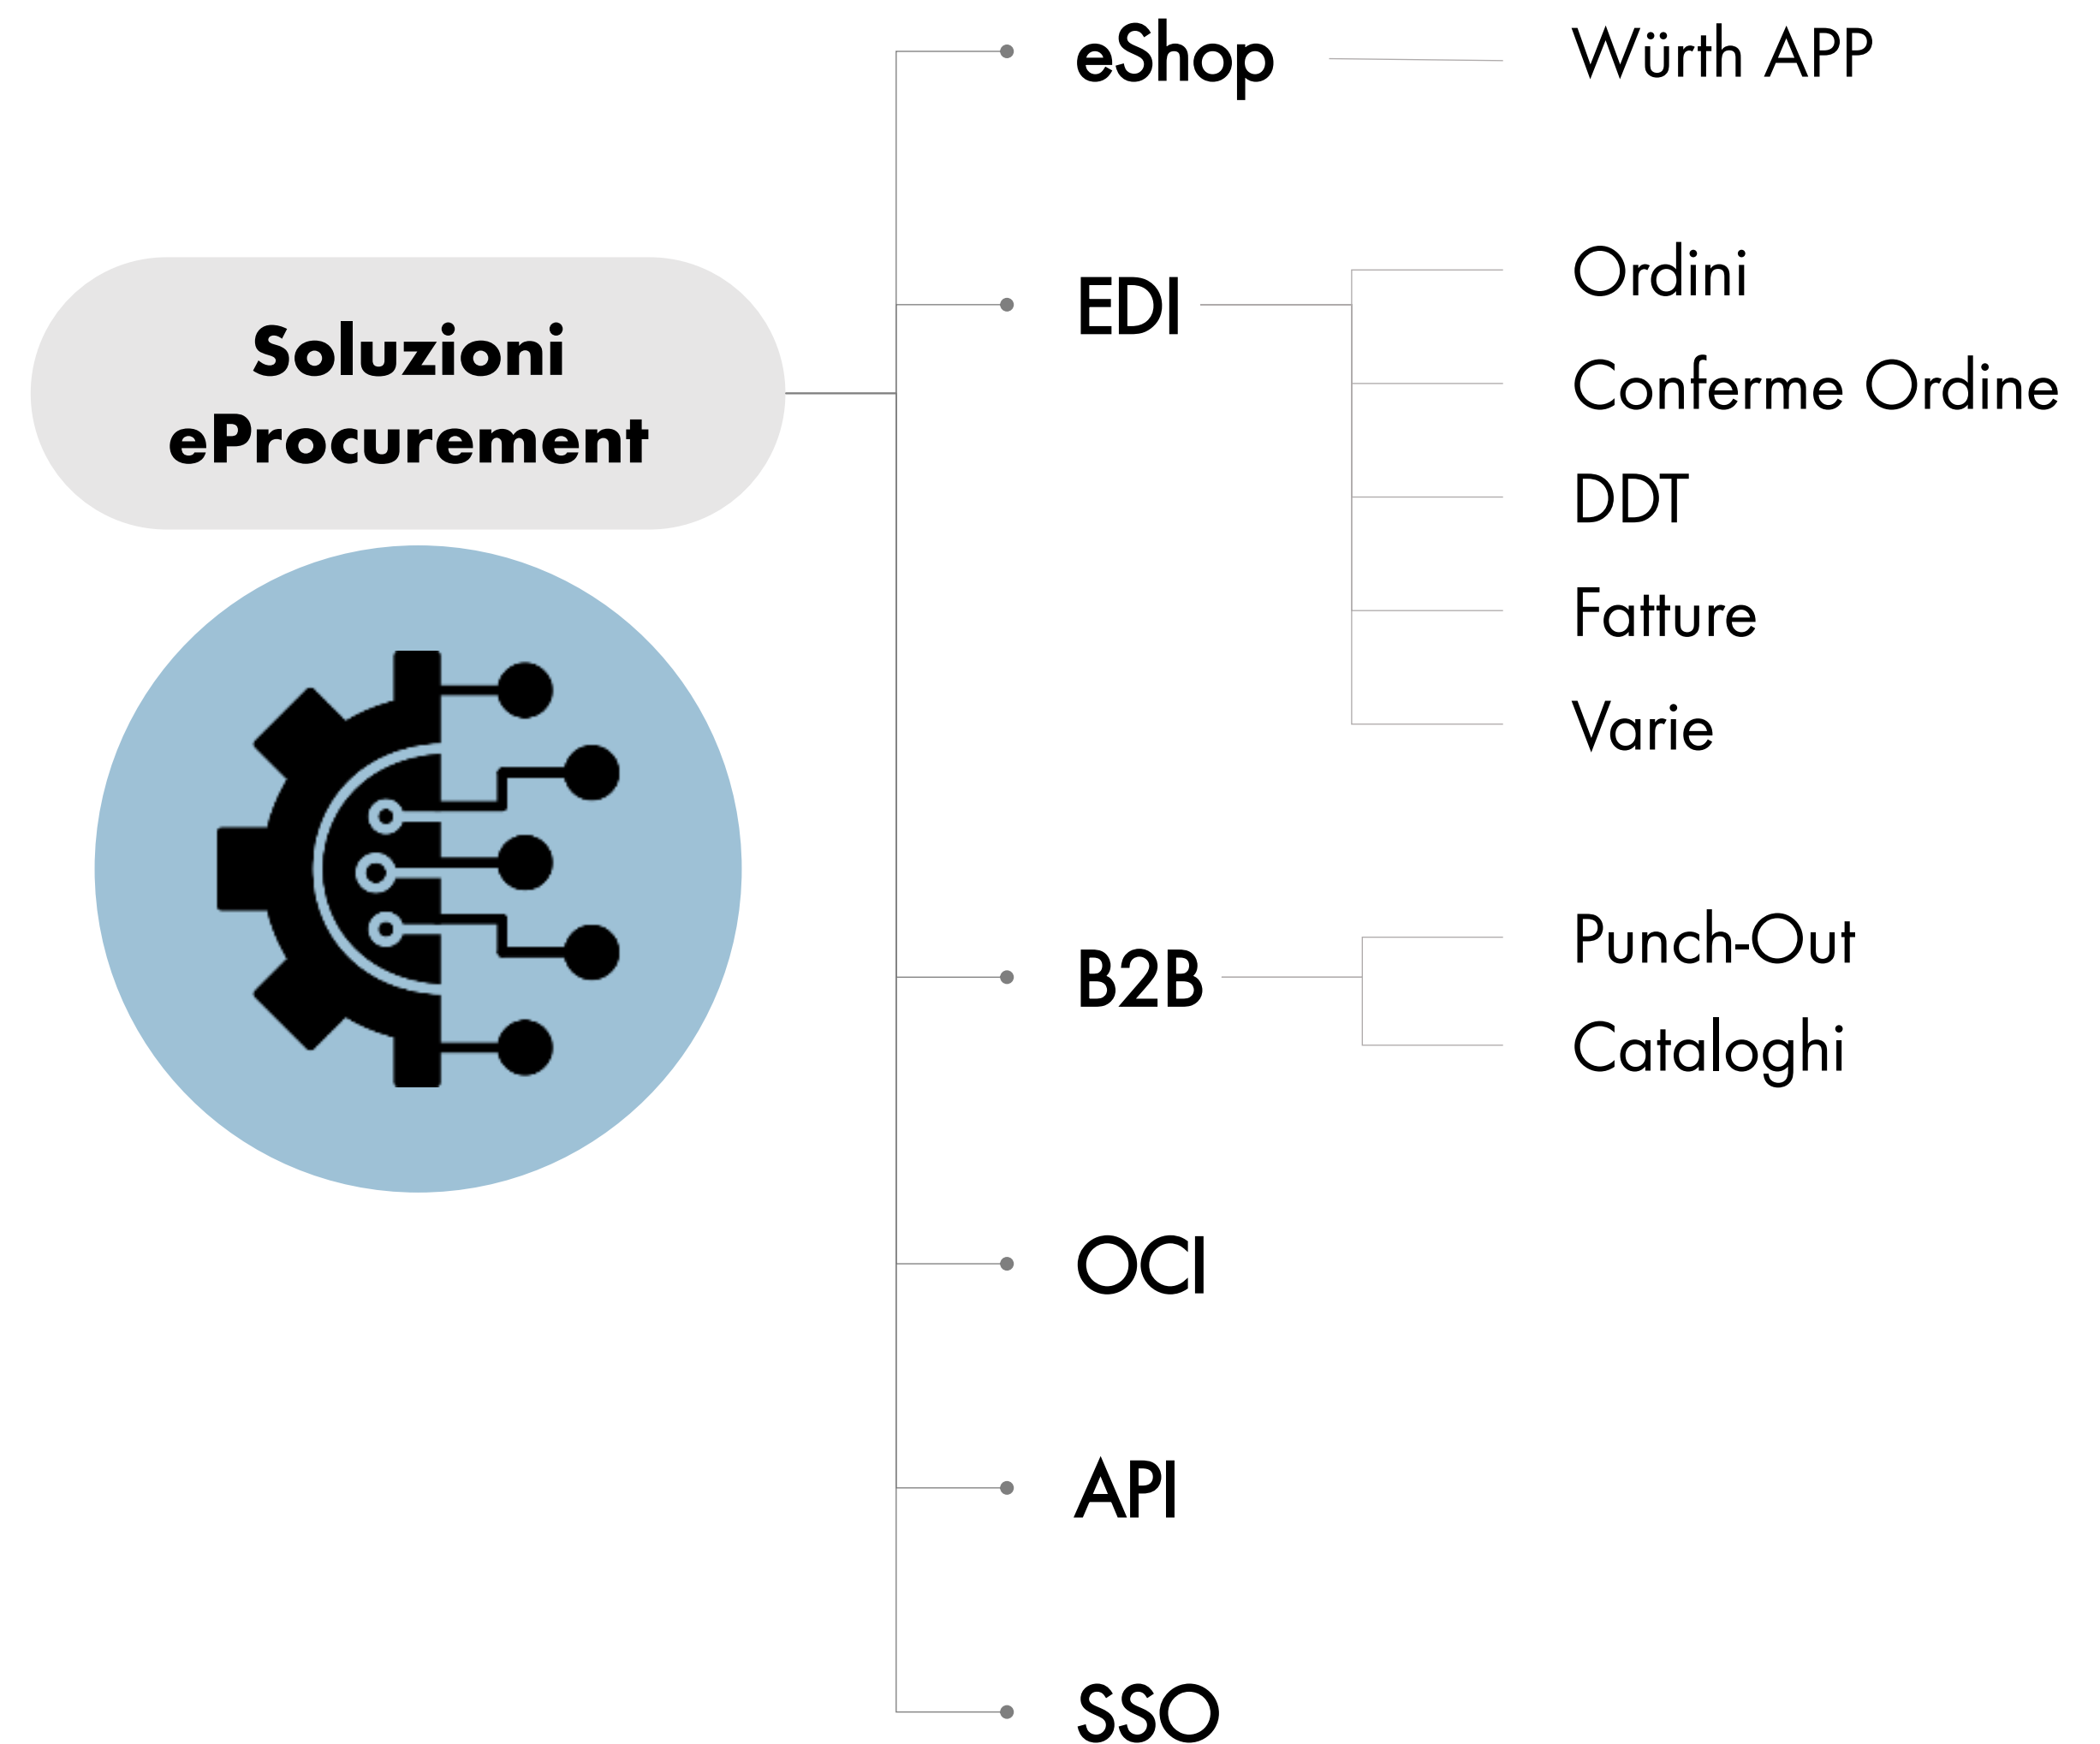 Soluzioni
eProcurement
eShop
Würth APP
EDI
Ordini
Conferme Ordine
DDT
Fatture
Varie
B2B
Punch-Out
Cataloghi
OCI
API
SSO